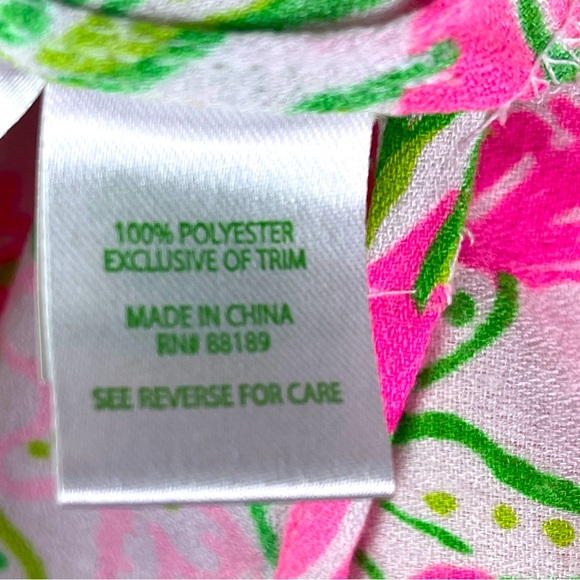 100% POLYESTER
EXCLUSIVE OF TRIM
MADE IN CHINA
RN# 88189
SEE REVERSE FOR CARE